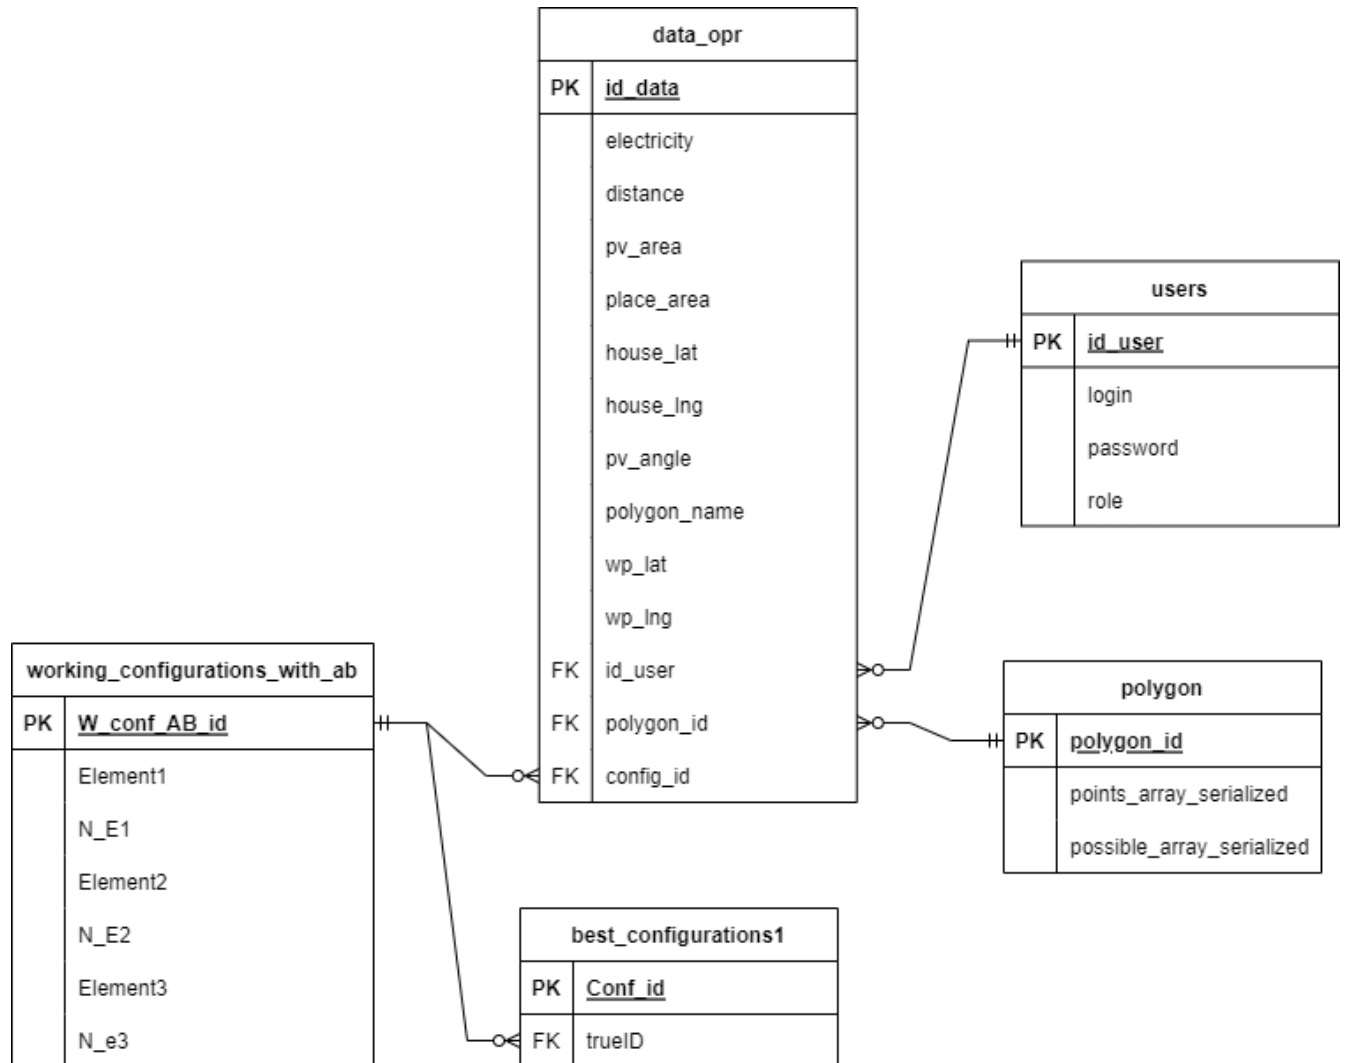 data_opr
PK id_data
electricity
distance
pv_area
place_area
house_lat
house_lng
pv_angle
polygon_name
wp_lat
wp_lng
FK id_user
FK polygon_id
FK config_id
users
PK id_user
login
password
role
polygon
PK polygon_id
points_array_serialized
possible_array_serialized
working_configurations_with_ab
PK W_conf_AB_id
Element1
N_E1
Element2
N_E2
Element3
N_e3
best_configurations1
PK Conf_id
FK trueID